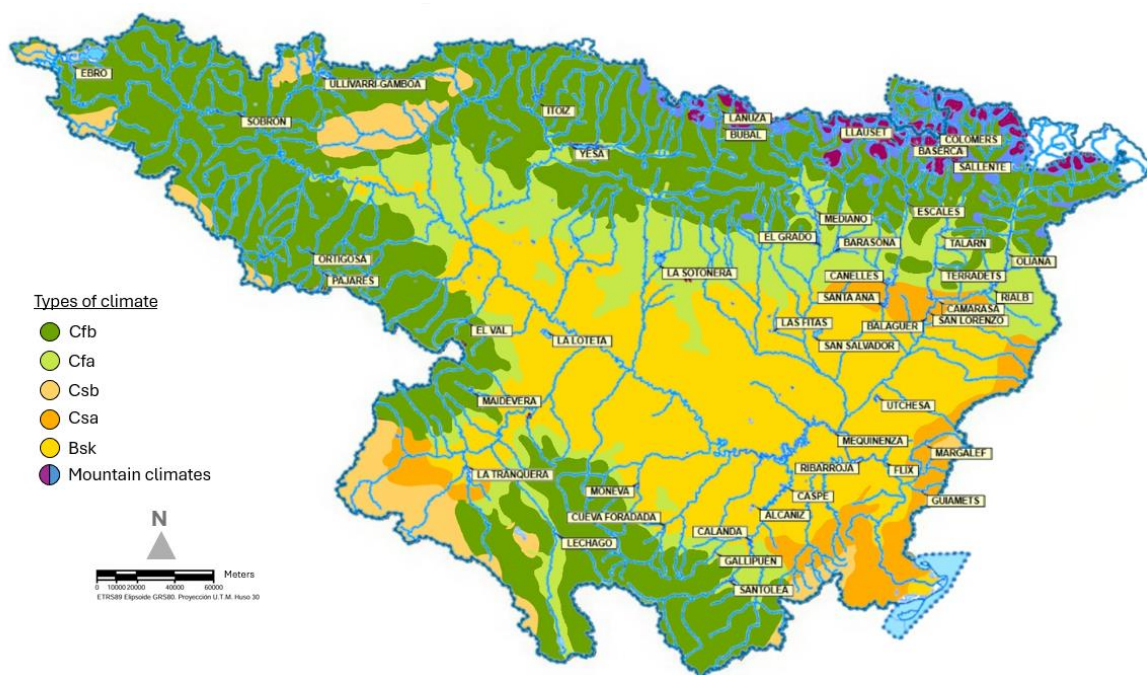 EBRO
ULLIVARRI-GAMBOA
SOBRON
ITOIZ
YESA
LANUZA
BUBAL
LLAUSET
COLOMERS
BASERCA
SALLENTE
MEDIANO
ESCALES
EL GRADO
BARASONA
TALARN
OLIANA
ORTIGOSA
PAJARES
LA SOTONERA
CANELLES
TERRADETS
SANTA ANA
RIALB
CAMARASA
SAN LORENZO
LAS FITAS
BALAGUER
EL VAL
LA LOTETA
SAN SALVADOR
MAIDEVERA
UTCHESA
MEQUINENZA
MARGALEF
LA TRANQUERA
RIBARROJA
FLIX
MONEVA
CASPE
GUIAMETS
CUEVA FORADADA
ALCAÑIZ
CALANDA
LECHAGO
GALLIPUEN
SANTOLEA
Types of climate
Cfb
Cfa
Csb
Csa
Bsk
Mountain climates
N
Meters
0 10000 20000 40000 60000
ETRS89 Elipsoide GRS80. Proyección U.T.M. Huso 30